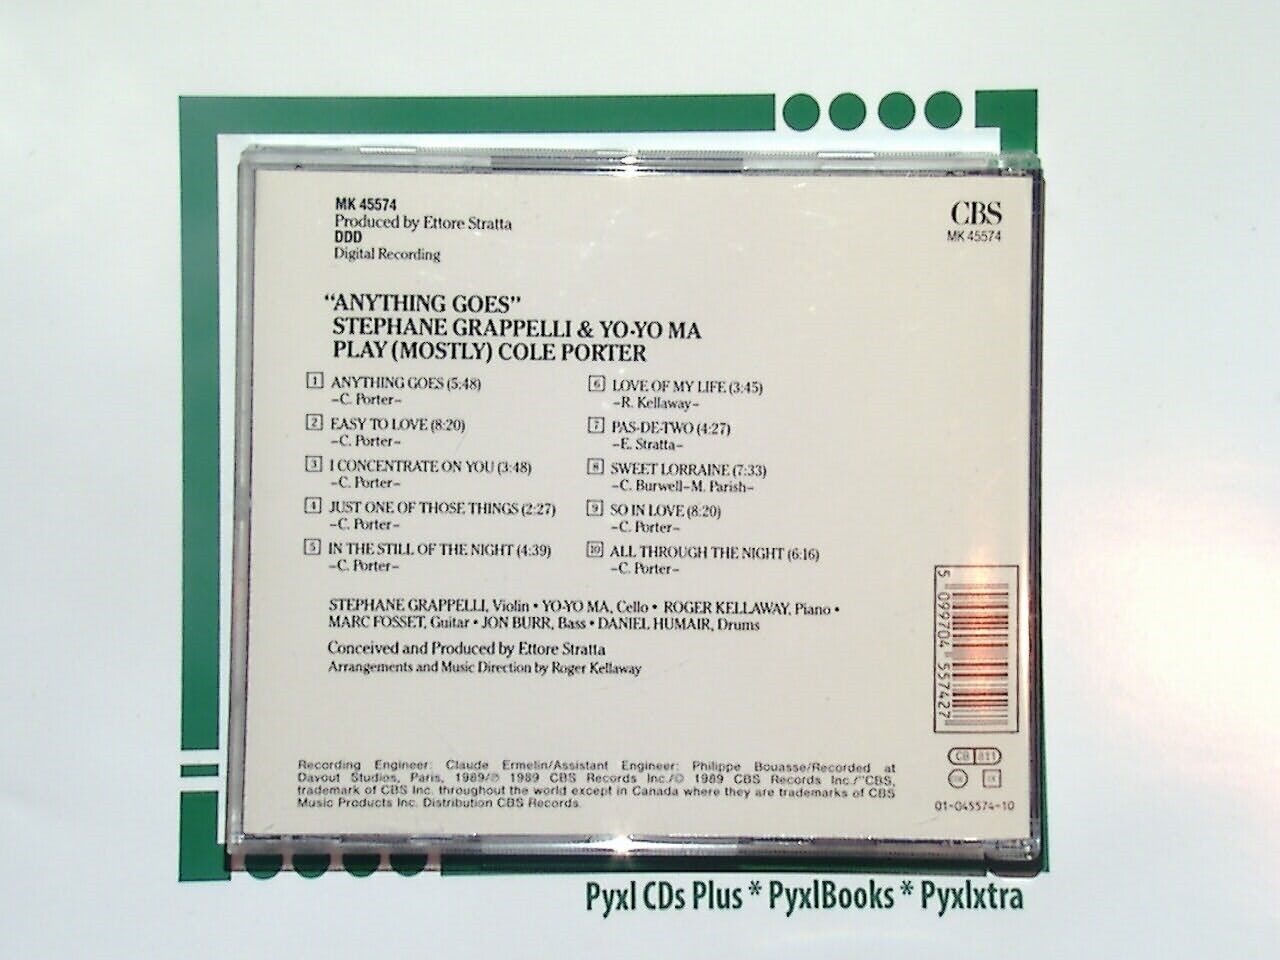 MK 45574
Produced by Ettore Stratta
DDD
Digital Recording
CBS
MK 45574
“ANYTHING GOES”
STEPHANE GRAPPELLI & YO-YO MA
PLAY (MOSTLY) COLE PORTER
1 ANYTHING GOES (5:48)
–C. Porter–
2 EASY TO LOVE (8:20)
–C. Porter–
3 I CONCENTRATE ON YOU (3:48)
–C. Porter–
4 JUST ONE OF THOSE THINGS (2:27)
–C. Porter–
5 IN THE STILL OF THE NIGHT (4:39)
–C. Porter–
6 LOVE OF MY LIFE (3:45)
–R. Kellaway–
7 PAS-DE-TWO (4:27)
–E. Stratta–
8 SWEET LORRAINE (7:33)
–C. Burwell–M. Parish–
9 SO IN LOVE (8:20)
–C. Porter–
10 ALL THROUGH THE NIGHT (6:16)
–C. Porter–
STEPHANE GRAPPELLI, Violin • YO-YO MA, Cello • ROGER KELLAWAY, Piano •
MARC FOSSET, Guitar • JON BURR, Bass • DANIEL HUMAIR, Drums
Conceived and Produced by Ettore Stratta
Arrangements and Music Direction by Roger Kellaway
Recording Engineer: Claude Ermelin/Assistant Engineer: Philippe Bouasse/Recorded at
Davout Studios, Paris, 1989/℗ 1989 CBS Records Inc./© 1989 CBS Records Inc./"CBS,
trademark of CBS Inc. throughout the world except in Canada where they are trademarks of CBS
Music Products Inc. Distribution CBS Records.
5 099704 557427
CB 811
01-045574-10
Pyxl CDs Plus * PyxlBooks * Pyxlxtra